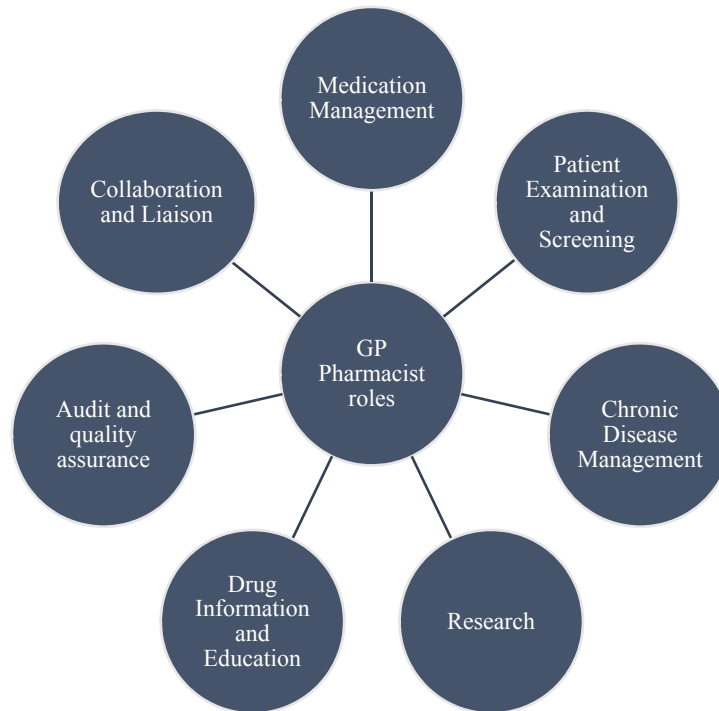 Medication
Management
Patient
Examination
and
Screening
Collaboration
and Liaison
GP
Pharmacist
roles
Chronic
Disease
Management
Audit and
quality
assurance
Research
Drug
Information
and
Education